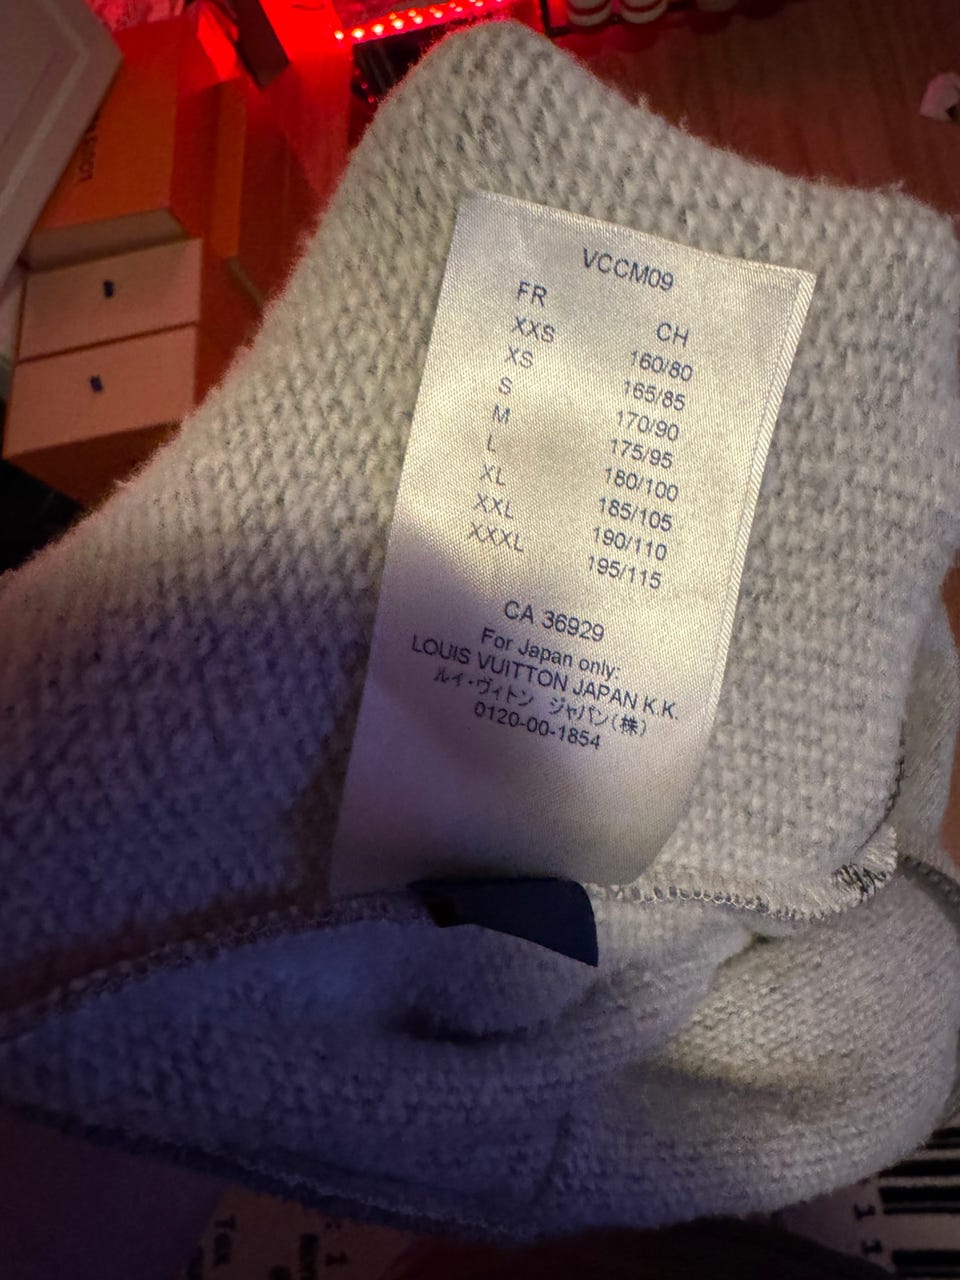 VCCM09
FR CH
XXS 160/80
XS 165/85
S 170/90
M 175/95
L 180/100
XL 185/105
XXL 190/110
XXXL 195/115
CA 36929
For Japan only:
LOUIS VUITTON JAPAN K.K.
ルイ・ヴィトン ジャパン(株)
0120-00-1854